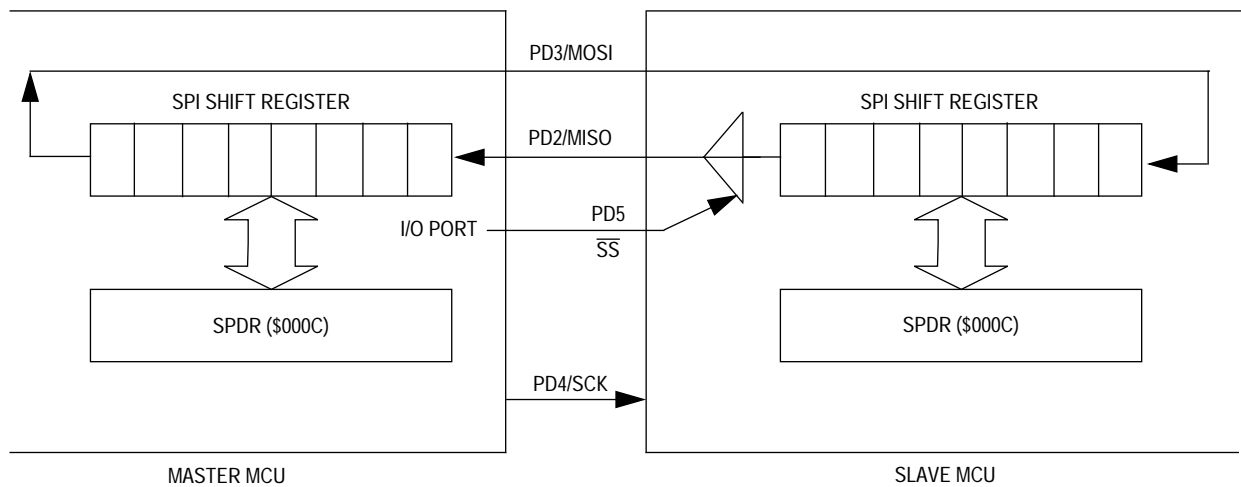 PD3/MOSI
SPI SHIFT REGISTER
SPI SHIFT REGISTER
PD2/MISO
I/O PORT
PD5
SS
SPDR ($000C)
SPDR ($000C)
PD4/SCK
MASTER MCU
SLAVE MCU